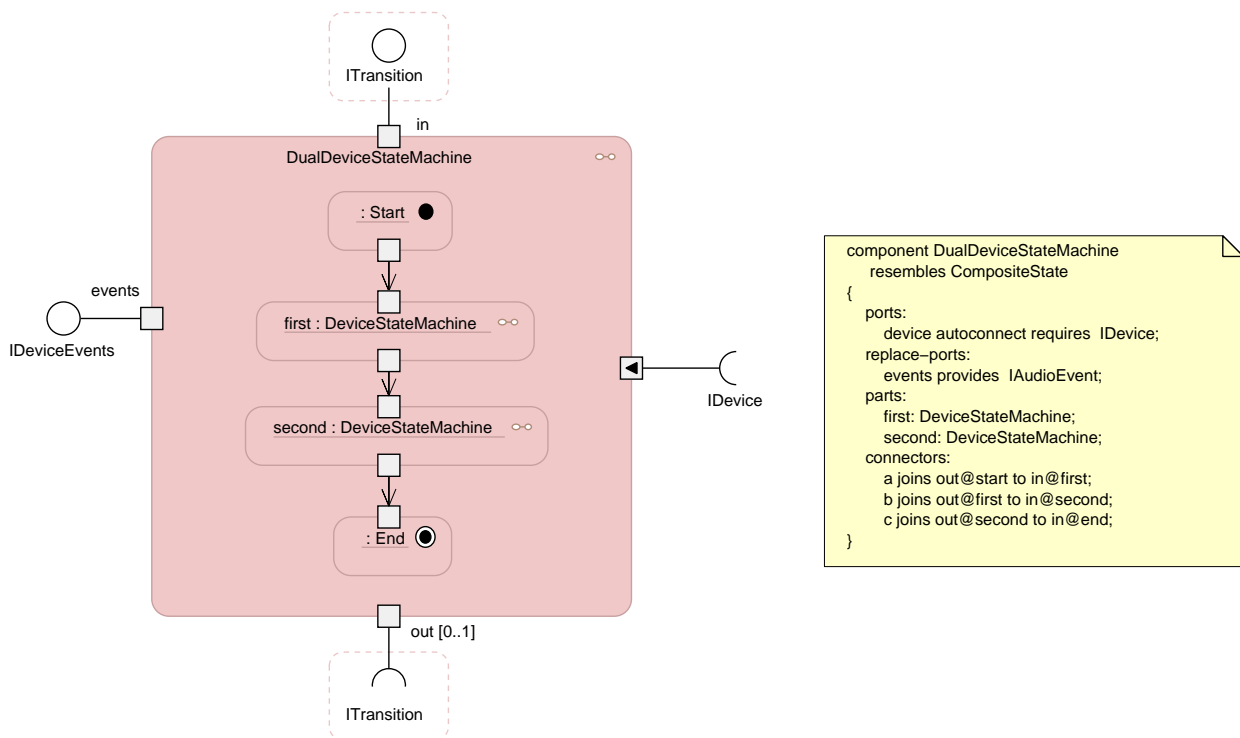 ITransition
in
DualDeviceStateMachine
: Start
events
first : DeviceStateMachine
IDeviceEvents
IDevice
second : DeviceStateMachine
: End
out [0..1]
ITransition
component DualDeviceStateMachine
resembles CompositeState
{
ports:
device autoconnect requires IDevice;
replace–ports:
events provides IAudioEvent;
parts:
first: DeviceStateMachine;
second: DeviceStateMachine;
connectors:
a joins out@start to in@first;
b joins out@first to in@second;
c joins out@second to in@end;
}